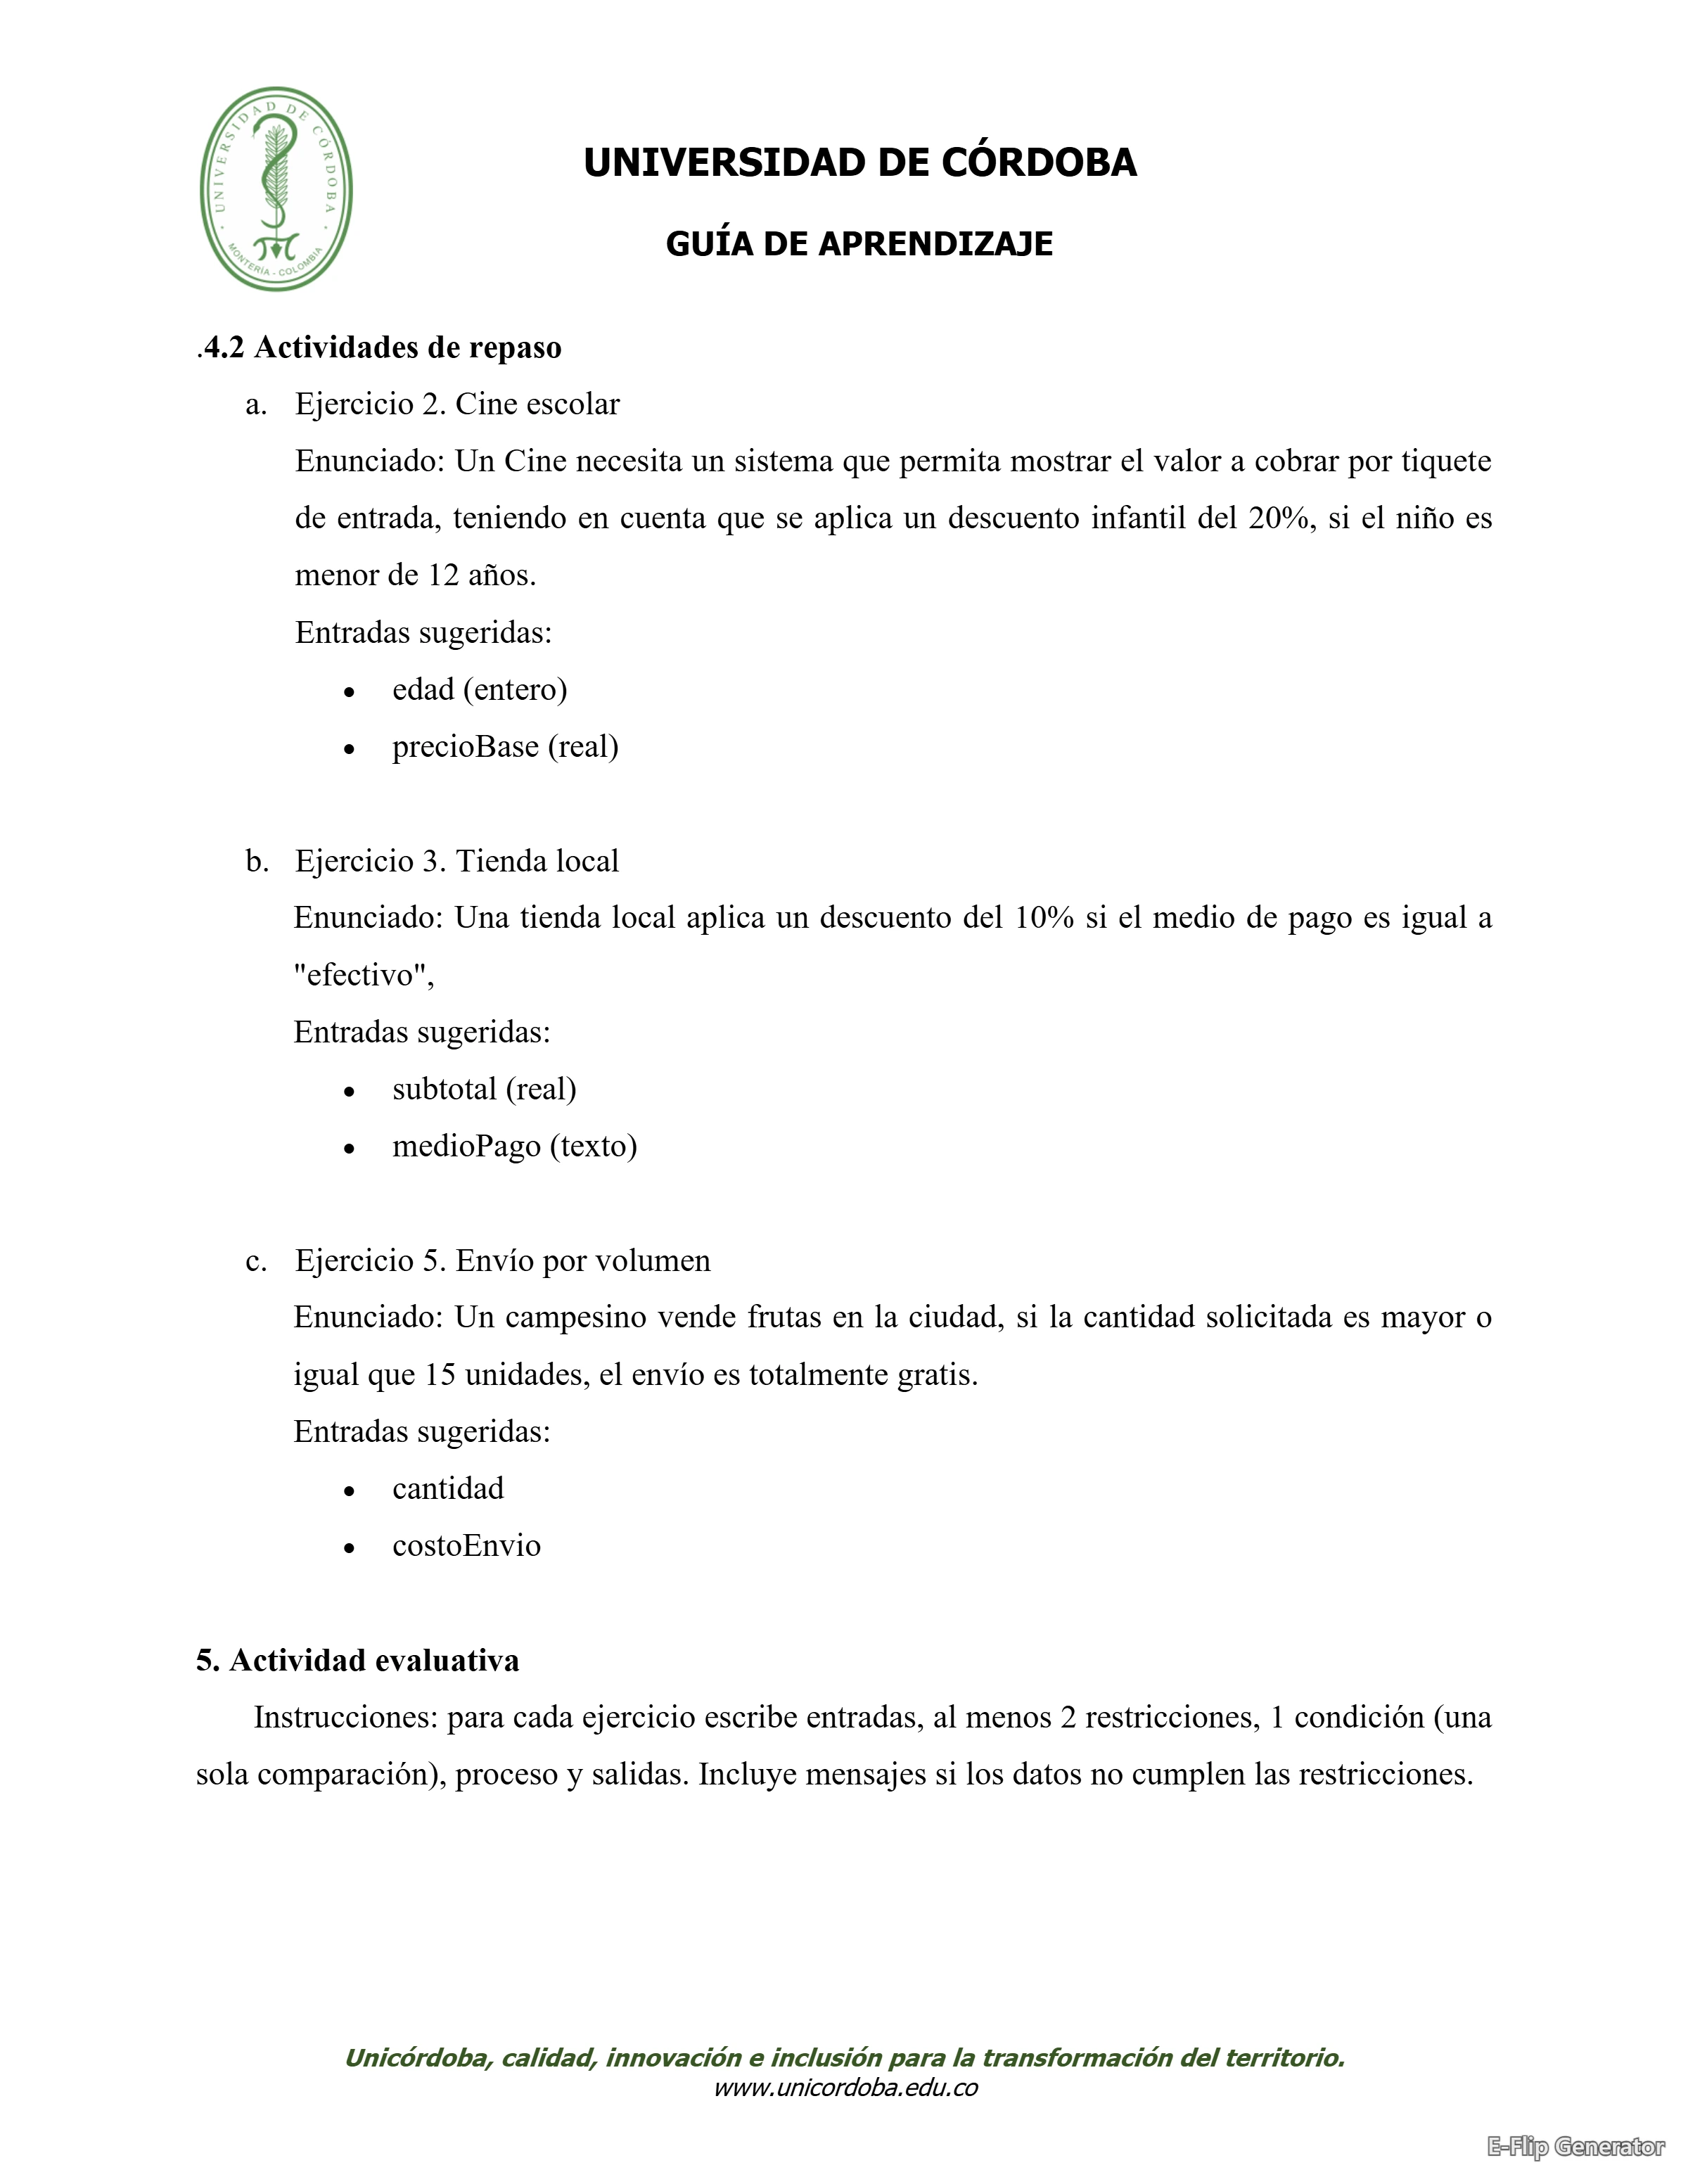 UNIVERSIDAD DE CÓRDOBA
MONTERÍA - COLOMBIA
UNIVERSIDAD DE CÓRDOBA
GUÍA DE APRENDIZAJE
.4.2 Actividades de repaso
a. Ejercicio 2. Cine escolar
Enunciado: Un Cine necesita un sistema que permita mostrar el valor a cobrar por tiquete
de entrada, teniendo en cuenta que se aplica un descuento infantil del 20%, si el niño es
menor de 12 años.
Entradas sugeridas:
• edad (entero)
• precioBase (real)
b. Ejercicio 3. Tienda local
Enunciado: Una tienda local aplica un descuento del 10% si el medio de pago es igual a
"efectivo",
Entradas sugeridas:
• subtotal (real)
• medioPago (texto)
c. Ejercicio 5. Envío por volumen
Enunciado: Un campesino vende frutas en la ciudad, si la cantidad solicitada es mayor o
igual que 15 unidades, el envío es totalmente gratis.
Entradas sugeridas:
• cantidad
• costoEnvio
5. Actividad evaluativa
Instrucciones: para cada ejercicio escribe entradas, al menos 2 restricciones, 1 condición (una
sola comparación), proceso y salidas. Incluye mensajes si los datos no cumplen las restricciones.
Unicórdoba, calidad, innovación e inclusión para la transformación del territorio.
www.unicordoba.edu.co
E-Flip Generator